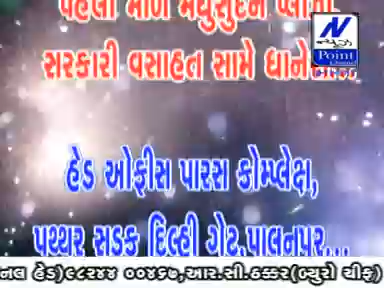 પહેલા માળ મધુસુદન પ્લાઝા
સરકારી વસાહત સામે
N
ન્યુઝ
Point
Channel
હેડ ઓફીસ પારસ કોમ્પ્લેક્ષ,
પથ્થર સડક દિલ્હી ગેટ,પાલનપુર...
નલ હેડ)૯૮૨૪૪ ૦૦૪૬૭,આર.સી.ઠક્કર(બ્યુરો ચીફ)